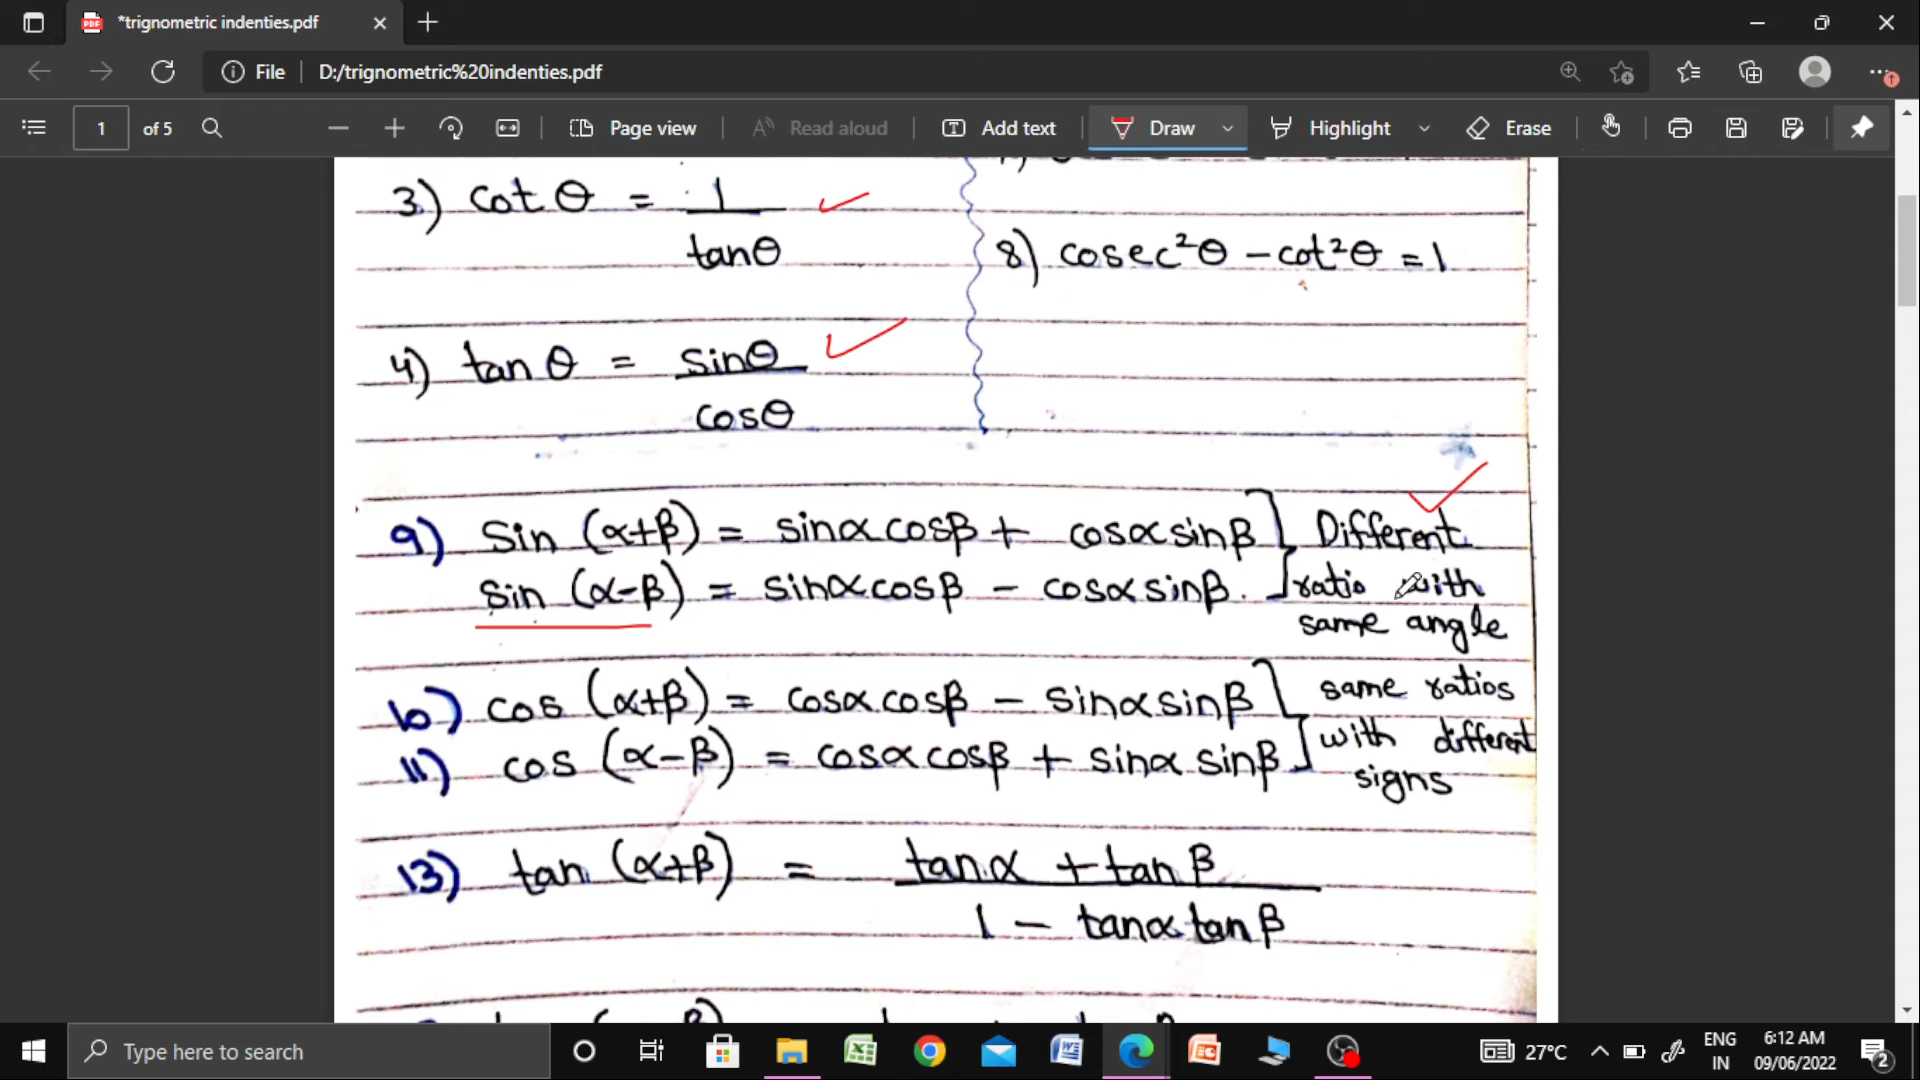 *trignometric indenties.pdf
File
D:/trignometric%20indenties.pdf
1 of 5
Page view
Read aloud
Add text
Draw
Highlight
Erase
3) cot θ = 1
tanθ
8) cosec²θ - cot²θ = 1
4) tan θ = sinθ
cosθ
9) Sin (α+β) = sinα cosβ + cosα sinβ ] Different
sin (α-β) = sinα cosβ - cosα sinβ. ] ratio with
same angle
10) cos (α+β) = cosα cosβ - sinα sinβ ] same ratios
11) cos (α-β) = cosα cosβ + sinα sinβ ] with different
signs
13) tan (α+β) = tanα + tanβ
1 - tanα tanβ
Type here to search
27°C
ENG
IN
6:12 AM
09/06/2022
2